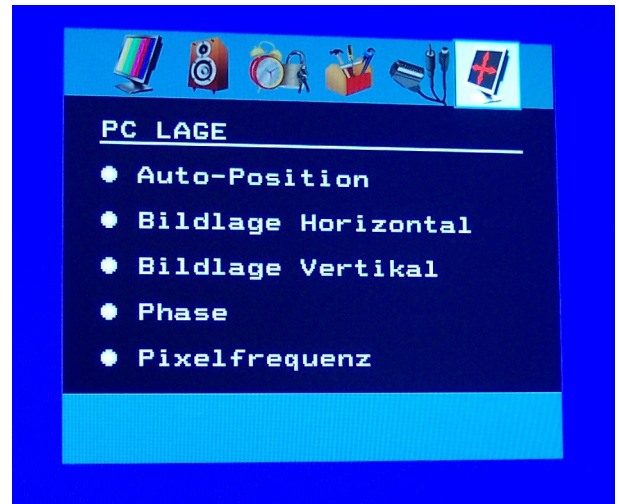 PC LAGE
Auto-Position
Bildlage Horizontal
Bildlage Vertikal
Phase
Pixelfrequenz